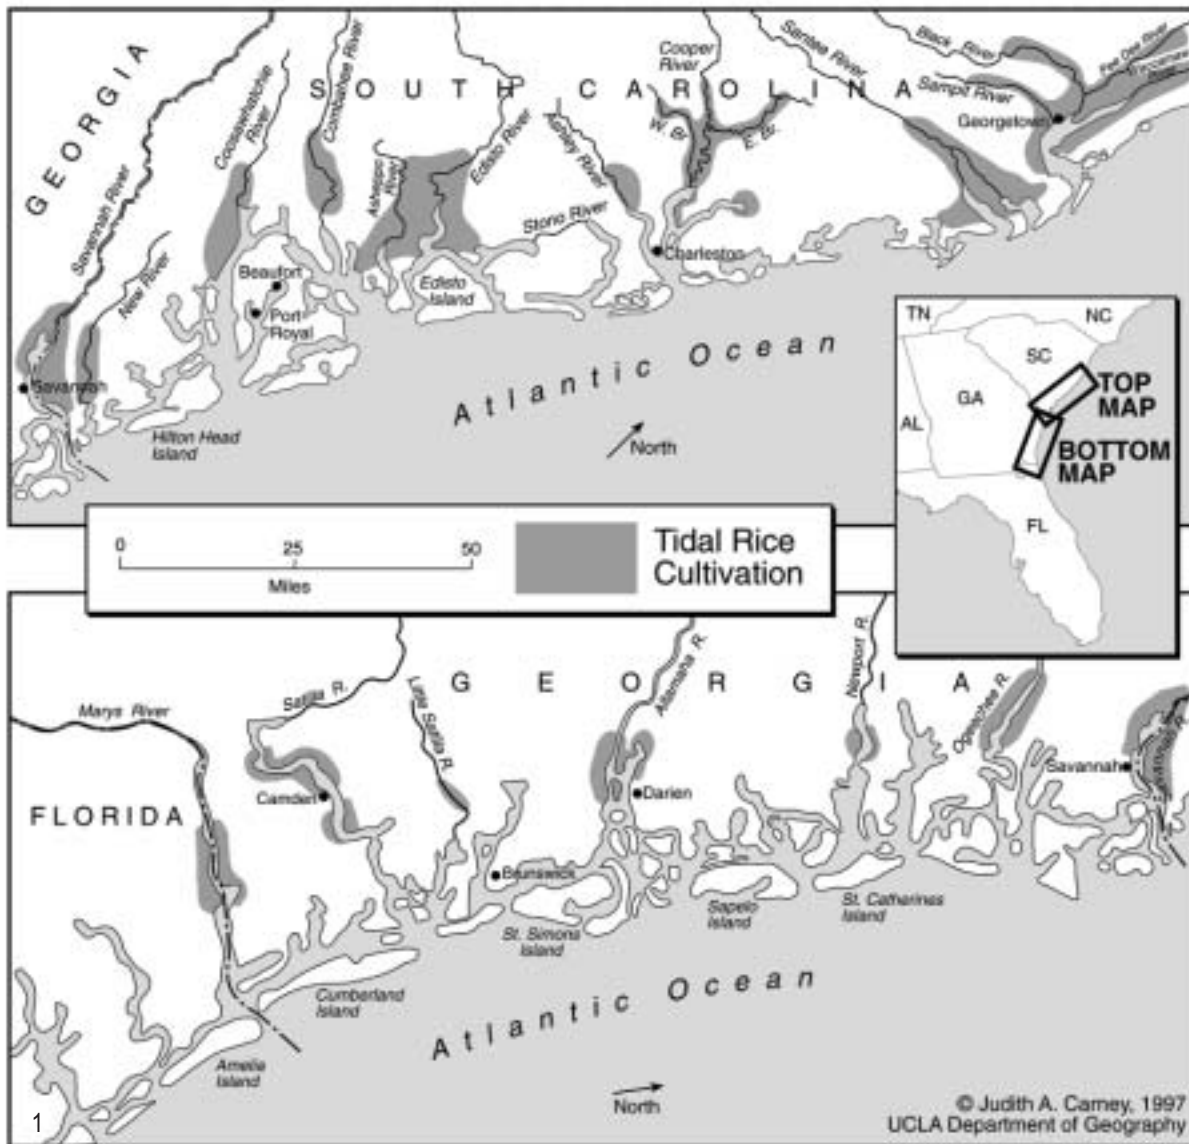 GEORGIA
SOUTH CAROLINA
Savannah River
New River
Coosawhatchie
River
Combahee River
Ashepoo
River
Edisto River
Stono River
Ashley River
Cooper
River
W. Br.
E. Br.
Santee River
Black River
Sampit River
Pee Dee River
Georgetown
Charleston
Beaufort
Port
Royal
Edisto
Island
Savannah
Hilton Head
Island
Atlantic Ocean
North
TN
NC
SC
GA
AL
FL
TOP
MAP
BOTTOM
MAP
0 25 50
Miles
Tidal Rice
Cultivation
GEORGIA
FLORIDA
Marys River
Satilla R.
Little Satilla R.
Altamaha R.
Newport R.
Ogeechee R.
Savannah R.
Savannah
Camden
Darien
Brunswick
Sapelo
Island
St. Catherines
Island
St. Simons
Island
Cumberland
Island
Amelia
Island
Atlantic Ocean
North
1
© Judith A. Carney, 1997
UCLA Department of Geography